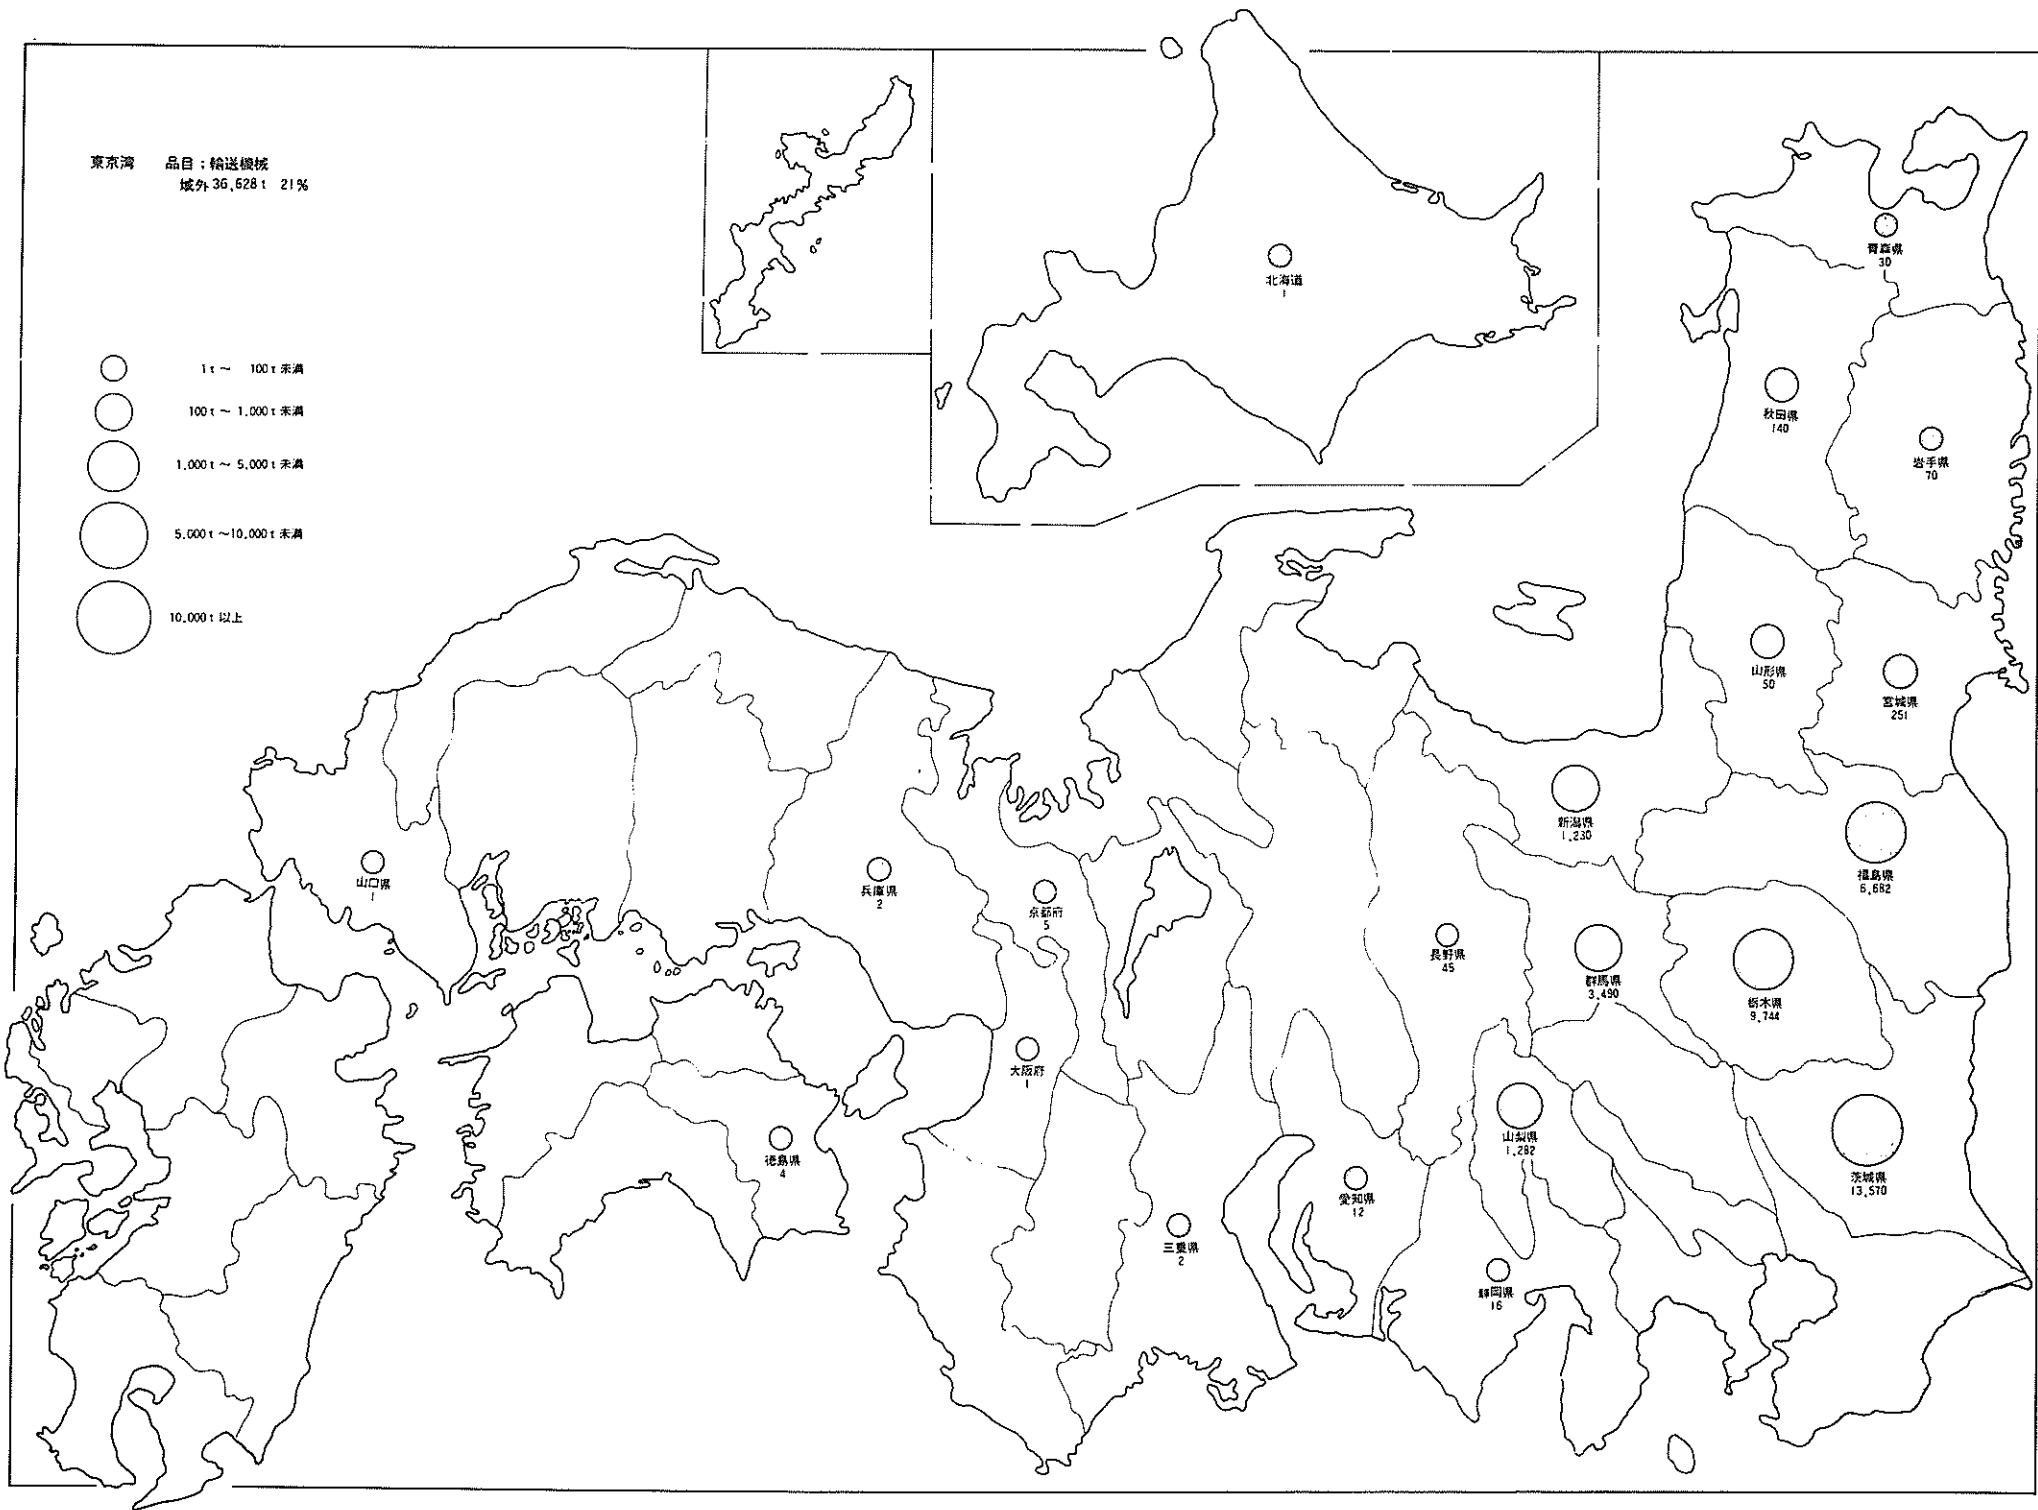 東京湾 品目；輸送機械
域外 36,628 t 21%
1 t ～ 100 t 未満
100 t ～ 1,000 t 未満
1,000 t ～ 5,000 t 未満
5,000 t ～10,000 t 未満
10,000 t 以上
北海道
1
青森県
30
秋田県
140
岩手県
70
山形県
50
宮城県
251
新潟県
1,230
福島県
6,682
山口県
1
兵庫県
2
京都府
5
長野県
45
群馬県
3,490
栃木県
9,744
大阪府
1
徳島県
4
山梨県
1,282
茨城県
13,570
愛知県
12
三重県
2
静岡県
16